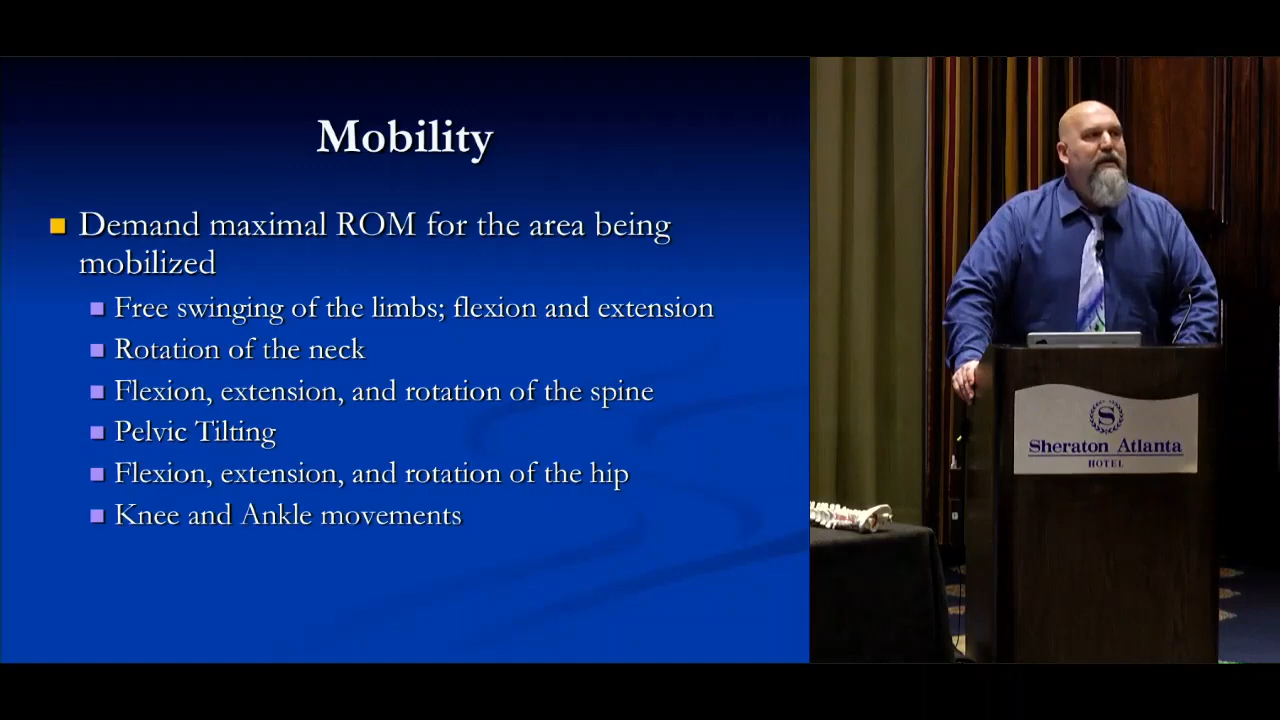 Mobility
Demand maximal ROM for the area being
mobilized
Free swinging of the limbs; flexion and extension
Rotation of the neck
Flexion, extension, and rotation of the spine
Pelvic Tilting
Flexion, extension, and rotation of the hip
Knee and Ankle movements
S
Sheraton Atlanta
HOTEL